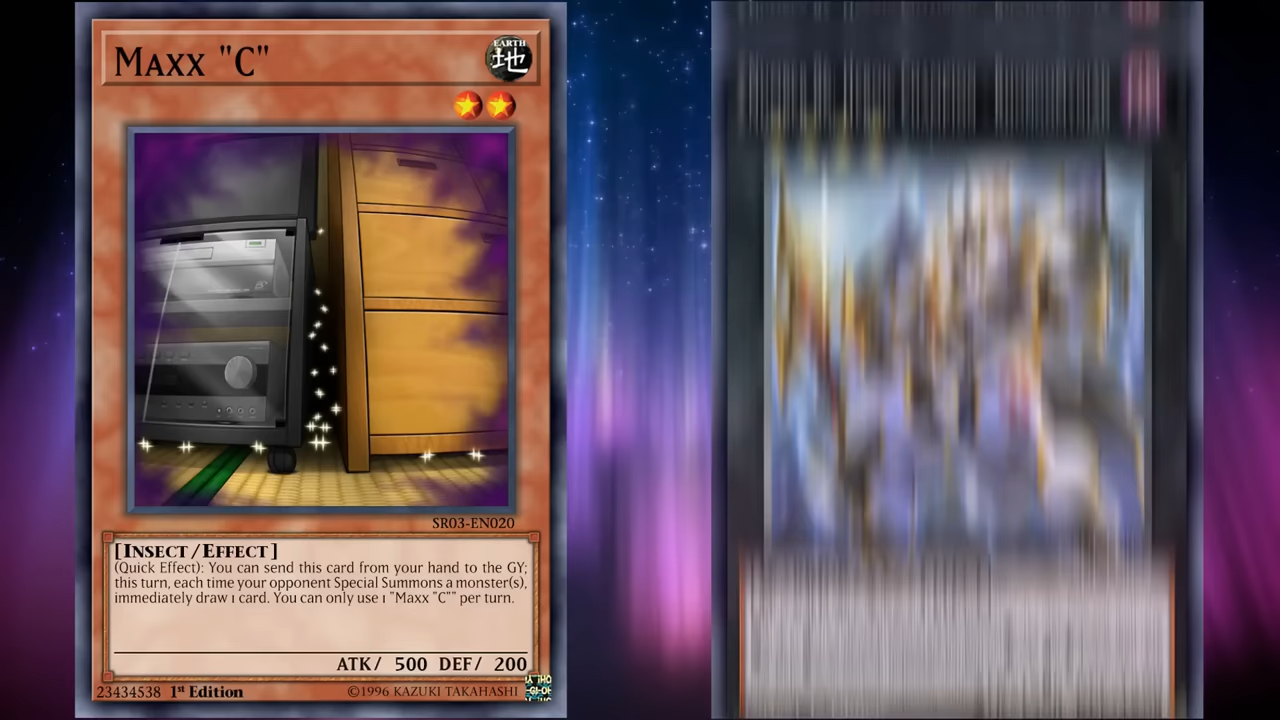 Maxx "C"
EARTH
地
SR03-EN020
[INSECT/EFFECT]
(Quick Effect): You can send this card from your hand to the GY;
this turn, each time your opponent Special Summons a monster(s),
immediately draw 1 card. You can only use 1 "Maxx "C"" per turn.
ATK/ 500 DEF/ 200
23434538 1st Edition ©1996 KAZUKI TAKAHASHI